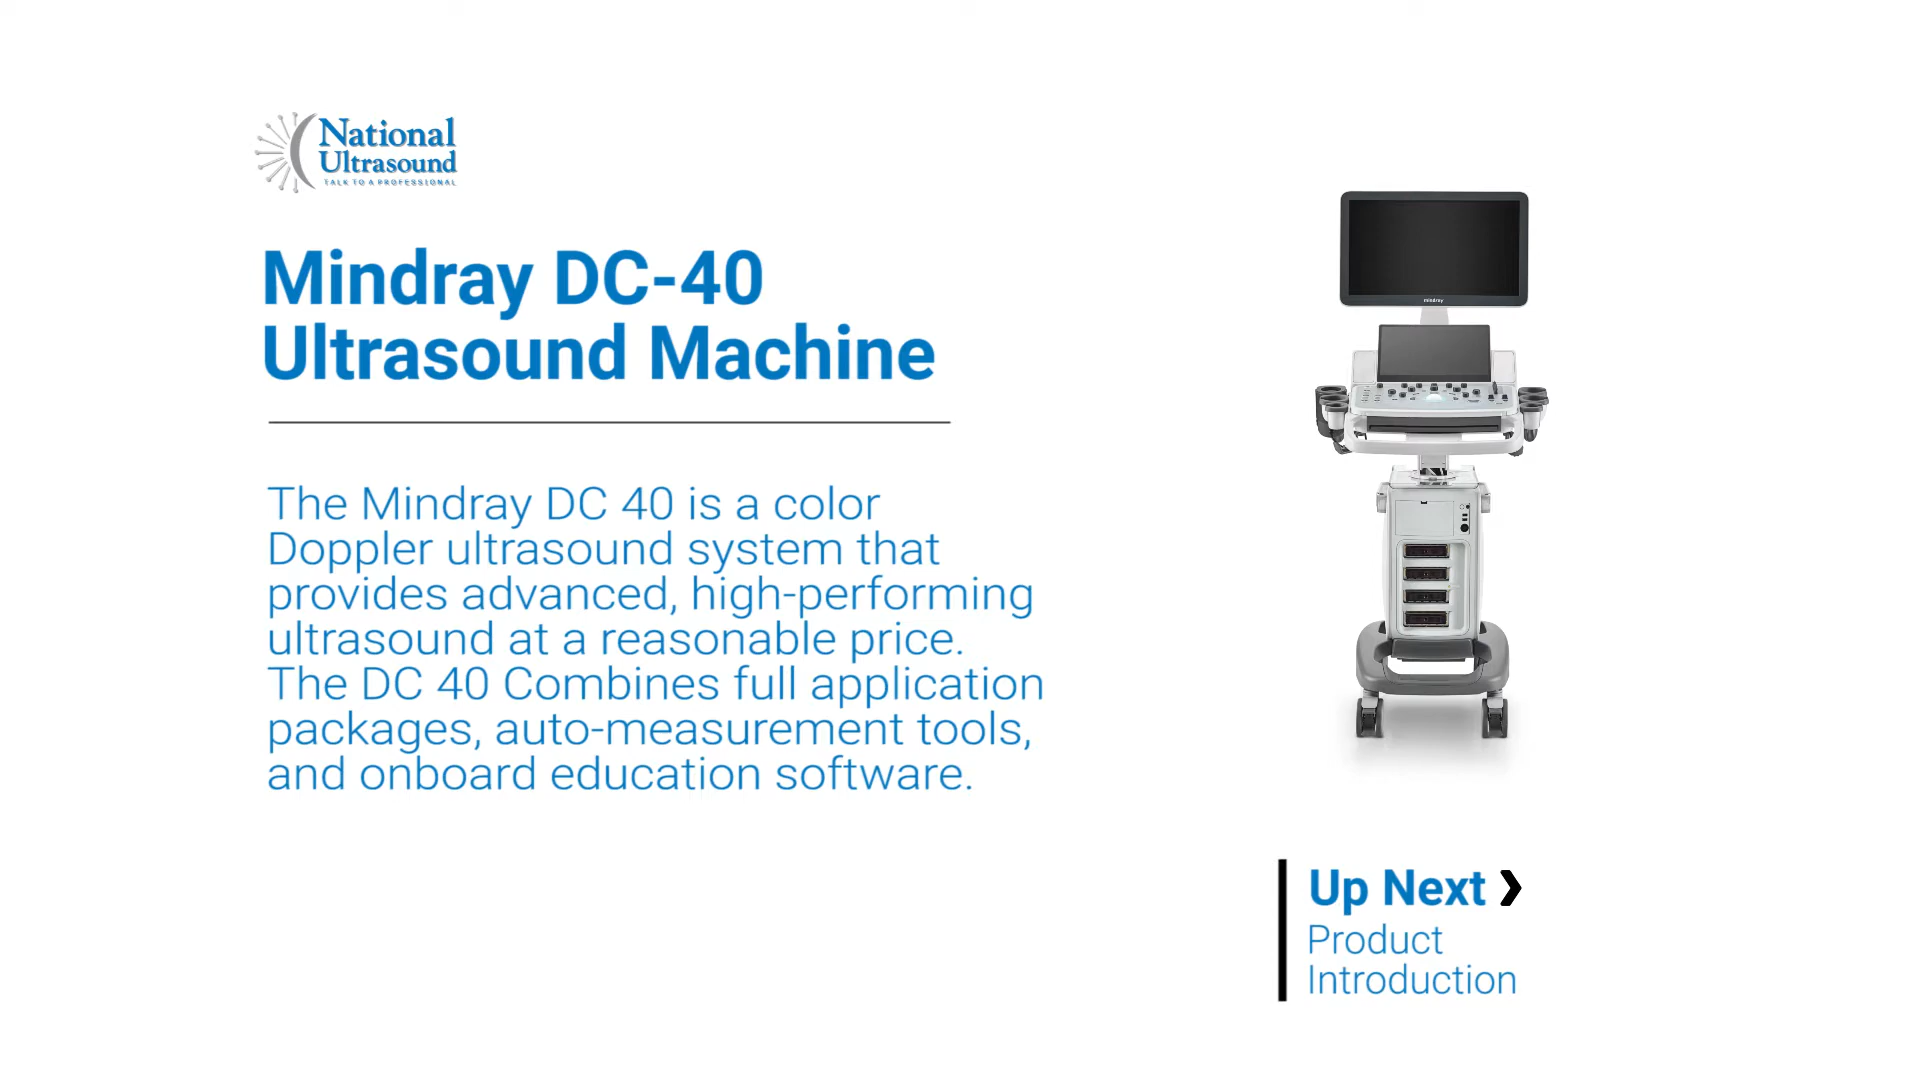 National
Ultrasound
TALK TO A PROFESSIONAL
Mindray DC-40
Ultrasound Machine
The Mindray DC 40 is a color
Doppler ultrasound system that
provides advanced, high-performing
ultrasound at a reasonable price.
The DC 40 Combines full application
packages, auto-measurement tools,
and onboard education software.
mindray
Up Next
Product
Introduction